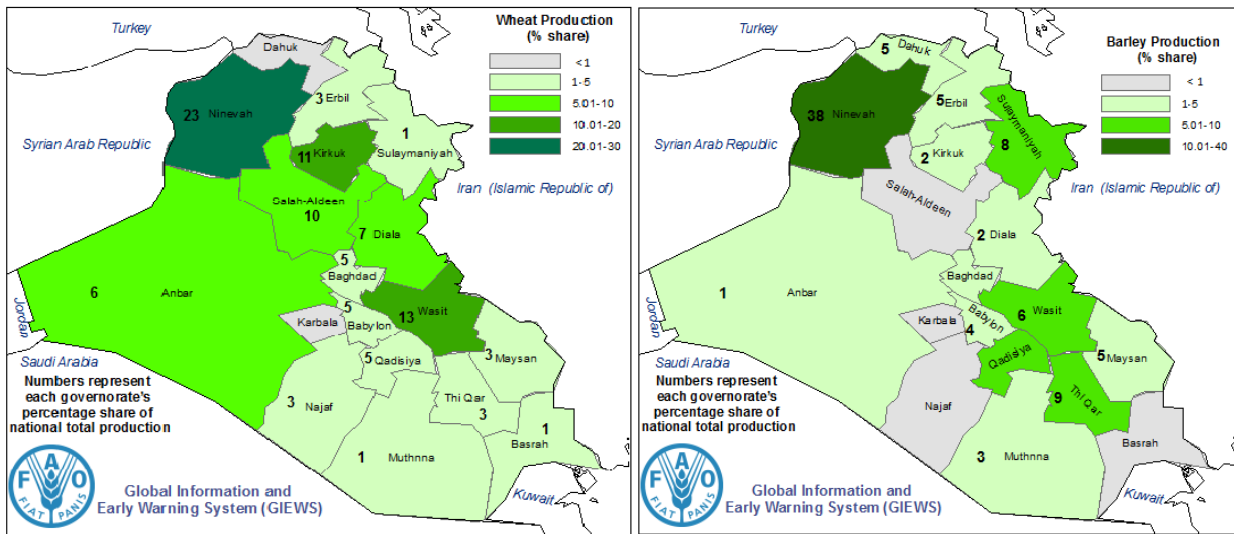 Turkey
Wheat Production
(% share)
< 1
1-5
5.01-10
10.01-20
20.01-30
Dahuk
3 Erbil
23 Ninevah
1
Syrian Arab Republic
11 Kirkuk
Sulaymaniyah
Iran (Islamic Republic of)
Salah-Aldeen
10
7 Diala
5
Baghdad
6 Anbar
Jordan
5
13 Wasit
Karbala
Babylon
Saudi Arabia
5 Qadisiya
3 Maysan
Numbers represent
each governorate's
percentage share of
national total production
3 Najaf
Thi Qar
3
1
Basrah
1 Muthnna
Kuwait
F A O
FIAT PANIS
Global Information and
Early Warning System (GIEWS)
Turkey
Barley Production
(% share)
< 1
1-5
5.01-10
10.01-40
5 Dahuk
5 Erbil
38 Ninevah
Sulaymaniyah
8
Syrian Arab Republic
2 Kirkuk
Iran (Islamic Republic of)
Salah-Aldeen
2 Diala
Baghdad
1 Anbar
Jordan
6 Wasit
Karbala
Babylon
4
Saudi Arabia
Qadisiya
5 Maysan
Numbers represent
each governorate's
percentage share of
national total production
Najaf
9 Thi Qar
Basrah
3 Muthnna
Kuwait
F A O
FIAT PANIS
Global Information and
Early Warning System (GIEWS)